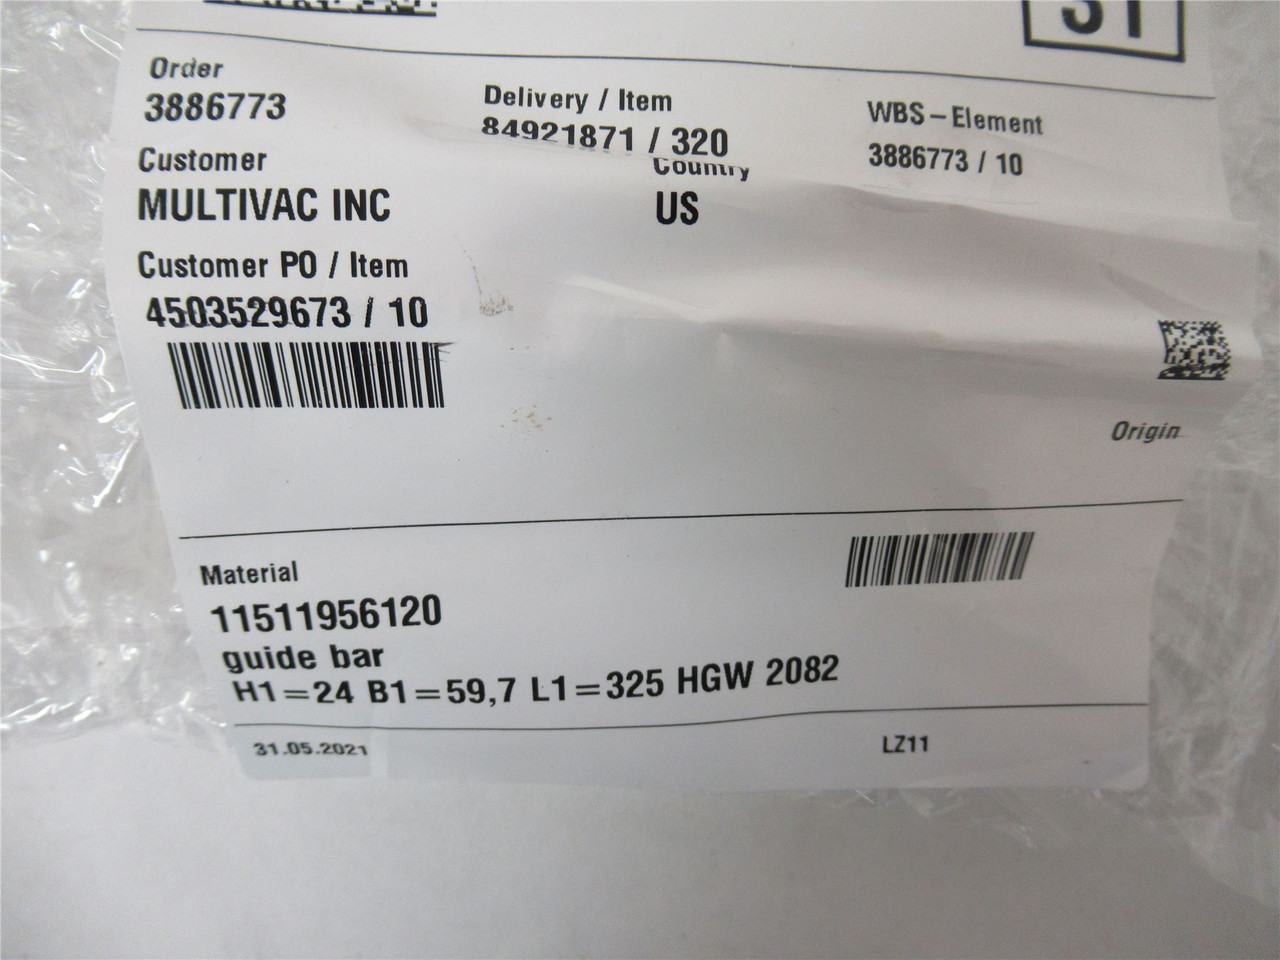 Order
3886773
Delivery / Item
84921871 / 320
WBS-Element
3886773 / 10
Customer
MULTIVAC INC
Country
US
Customer PO / Item
4503529673 / 10
Origin
Material
11511956120
guide bar
H1=24 B1=59,7 L1=325 HGW 2082
31.05.2021
LZ11